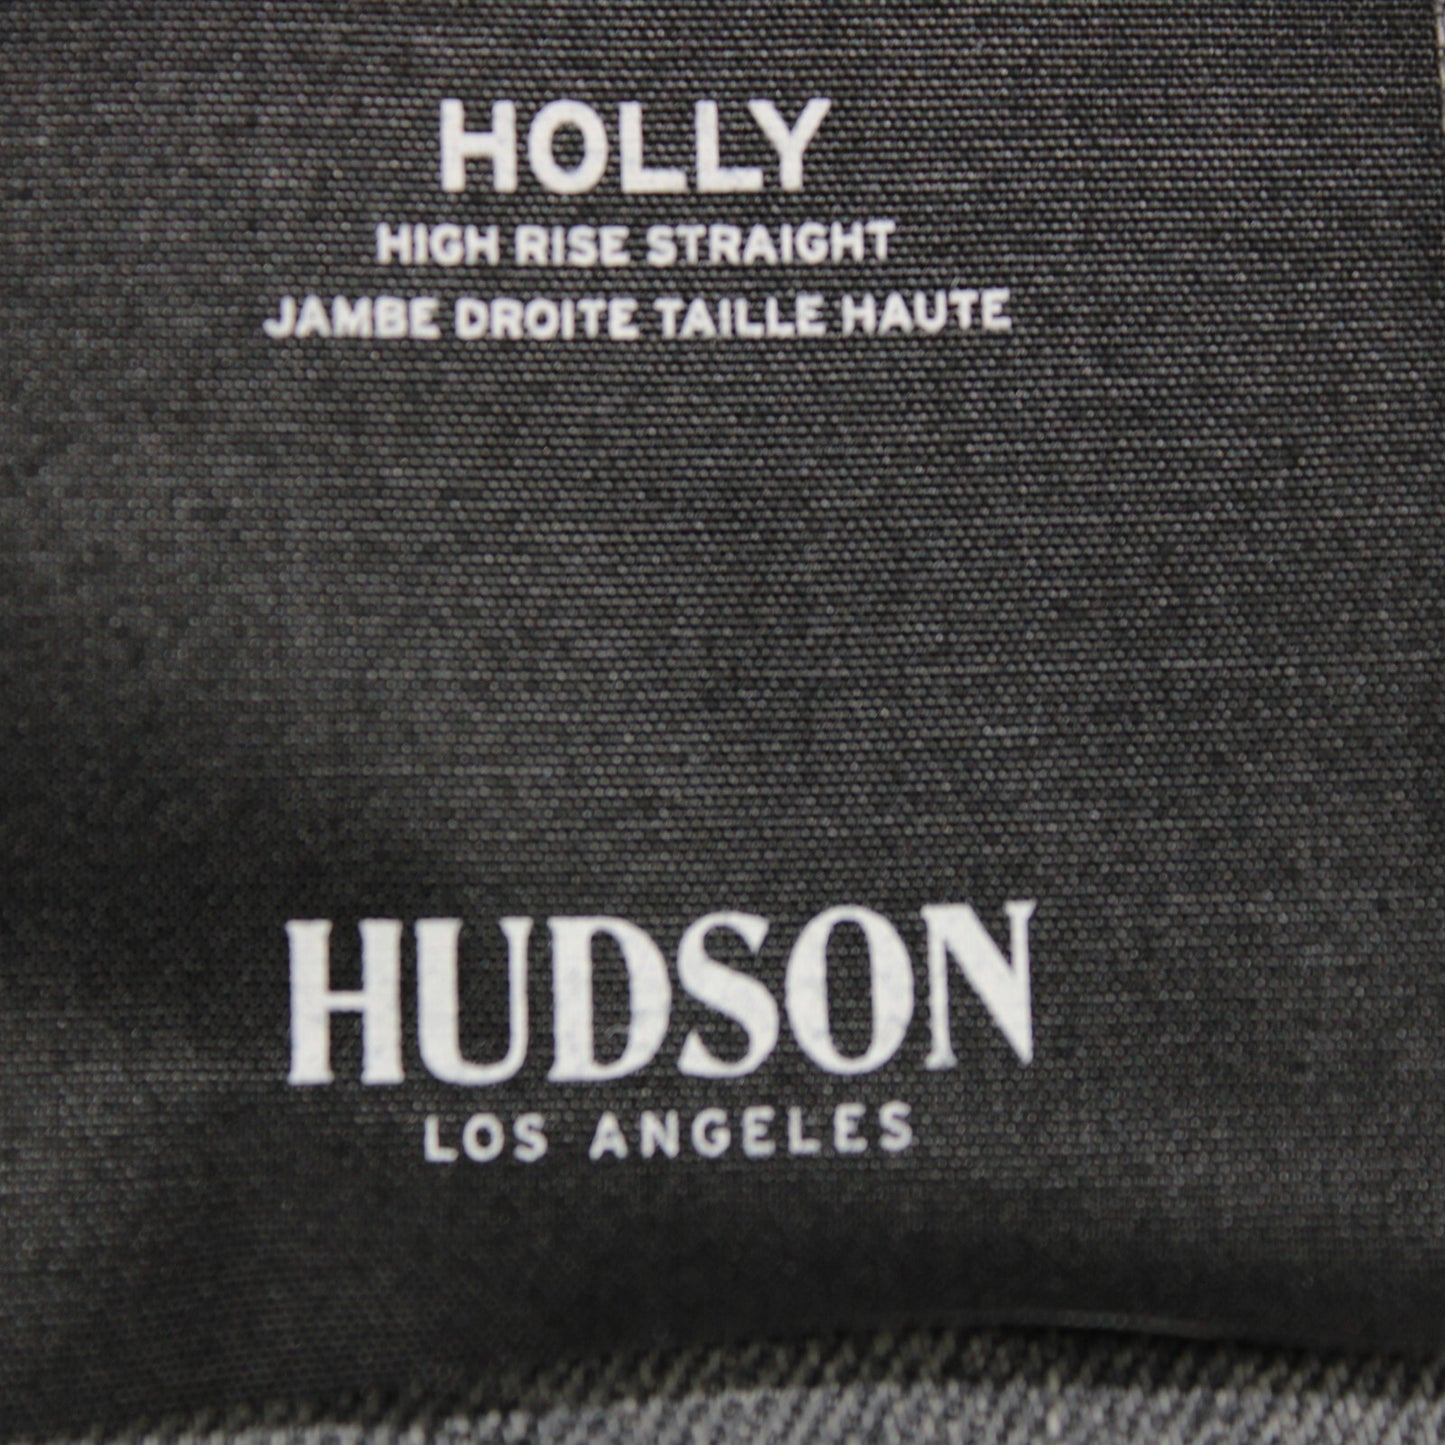 HOLLY
HIGH RISE STRAIGHT
JAMBE DROITE TAILLE HAUTE
HUDSON
LOS ANGELES